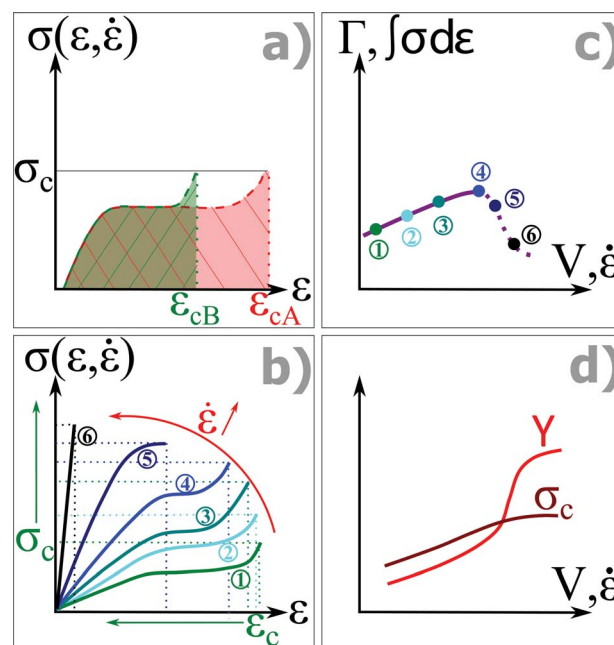 σ(ε,ε̇)
a)
σc
ε
εcB
εcA
Γ, ∫σdε
c)
①
②
③
④
⑤
⑥
V, ε̇
σ(ε,ε̇)
b)
ε̇
⑥
⑤
④
③
②
①
σc
ε
εc
d)
Y
σc
V, ε̇